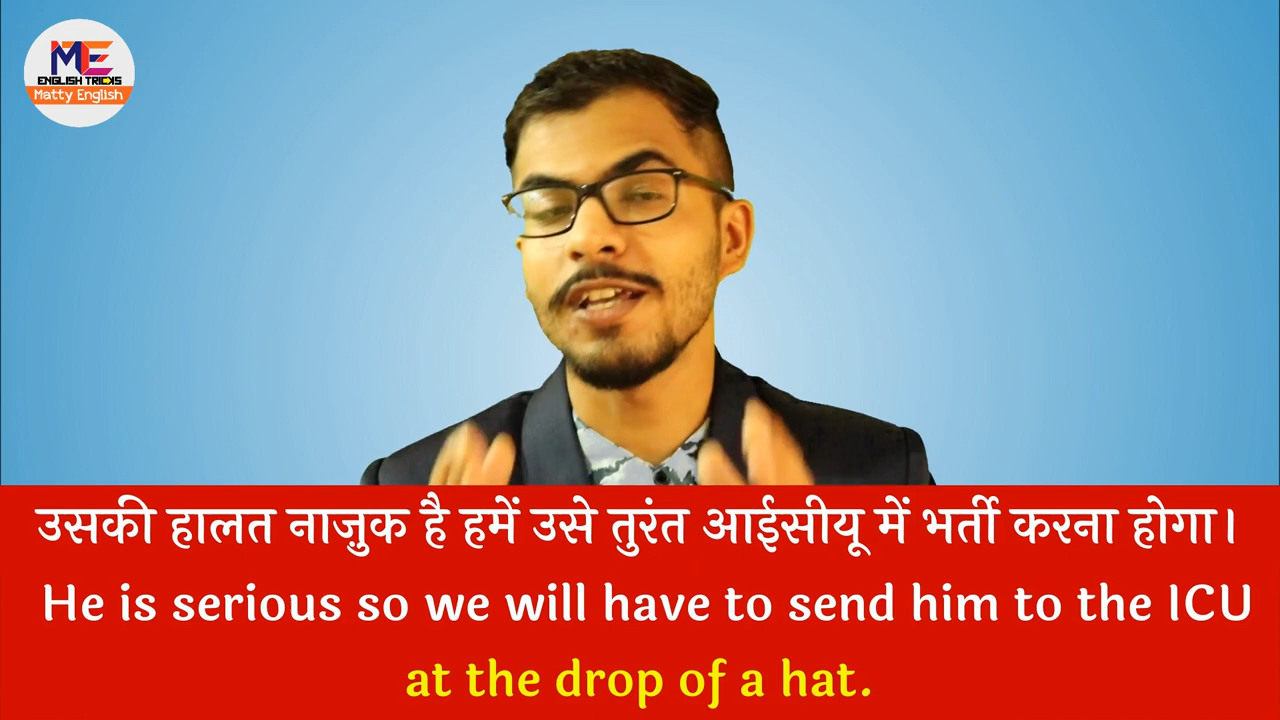 ME
ENGLISH TRICKS
Matty English
उसकी हालत नाज़ुक है हमें उसे तुरंत आईसीयू में भर्ती करना होगा।
He is serious so we will have to send him to the ICU
at the drop of a hat.